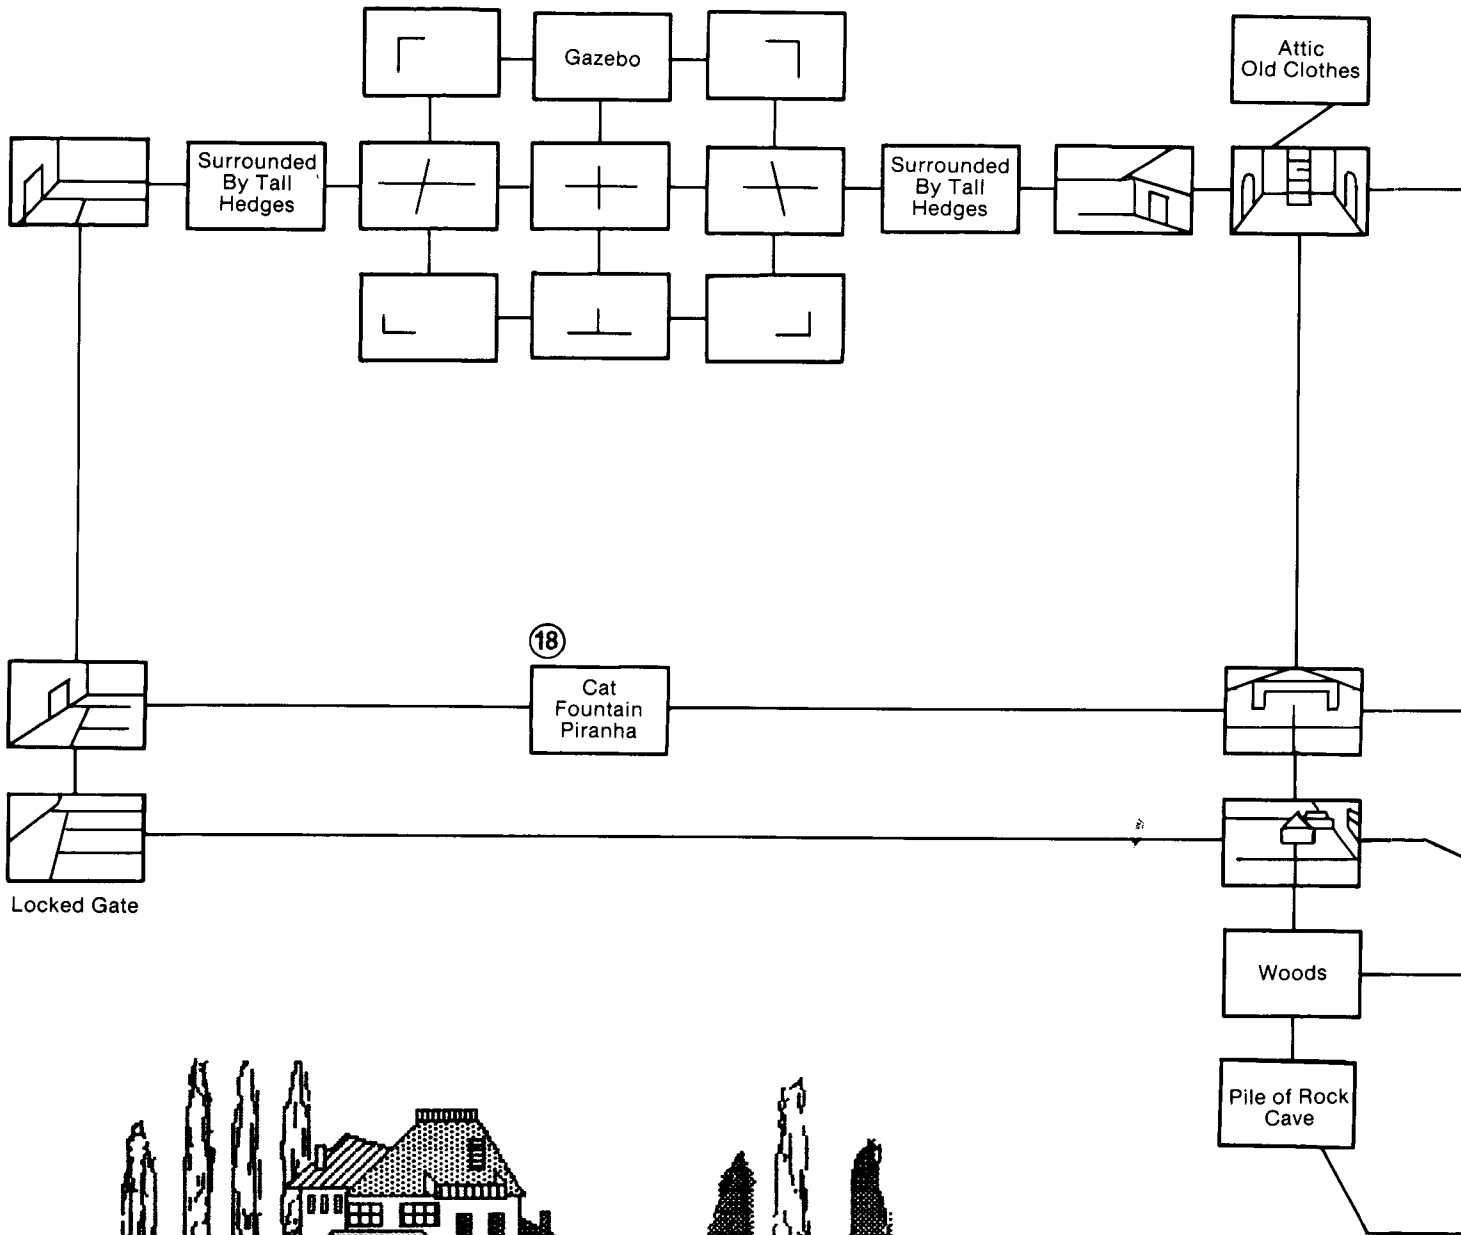 Gazebo
Attic
Old Clothes
Surrounded
By Tall
Hedges
Surrounded
By Tall
Hedges
18
Cat
Fountain
Piranha
Locked Gate
Woods
Pile of Rock
Cave